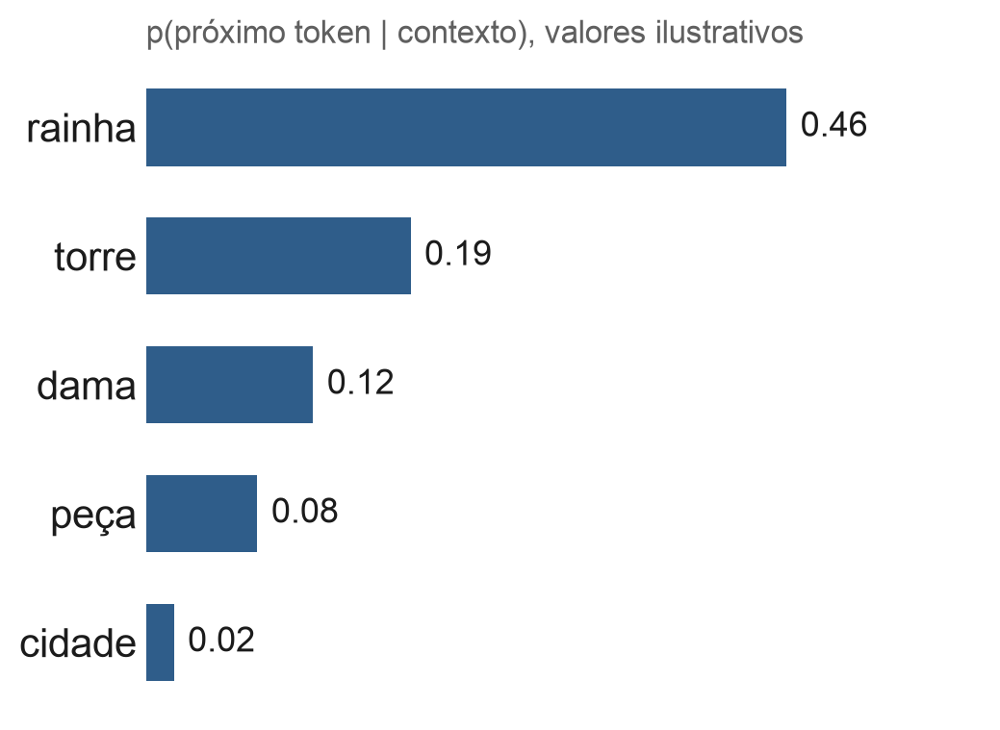 p(próximo token | contexto), valores ilustrativos
rainha 0.46
torre 0.19
dama 0.12
peça 0.08
cidade 0.02